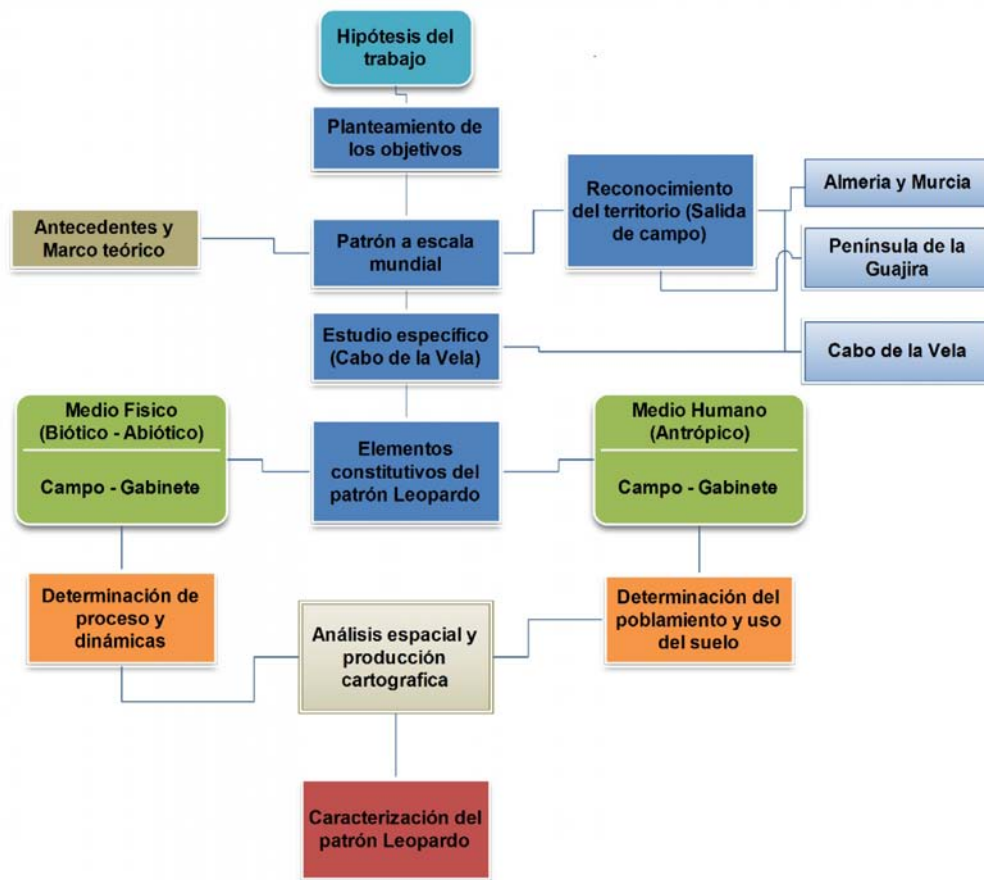 Hipótesis del
trabajo
Planteamiento de
los objetivos
Reconocimiento
del territorio (Salida
de campo)
Almeria y Murcia
Antecedentes y
Marco teórico
Patrón a escala
mundial
Península de la
Guajira
Estudio específico
(Cabo de la Vela)
Cabo de la Vela
Medio Fisico
(Biótico - Abiótico)
Campo - Gabinete
Elementos
constitutivos del
patrón Leopardo
Medio Humano
(Antrópico)
Campo - Gabinete
Determinación de
proceso y
dinámicas
Análisis espacial y
producción
cartografica
Determinación del
poblamiento y uso
del suelo
Caracterización del
patrón Leopardo